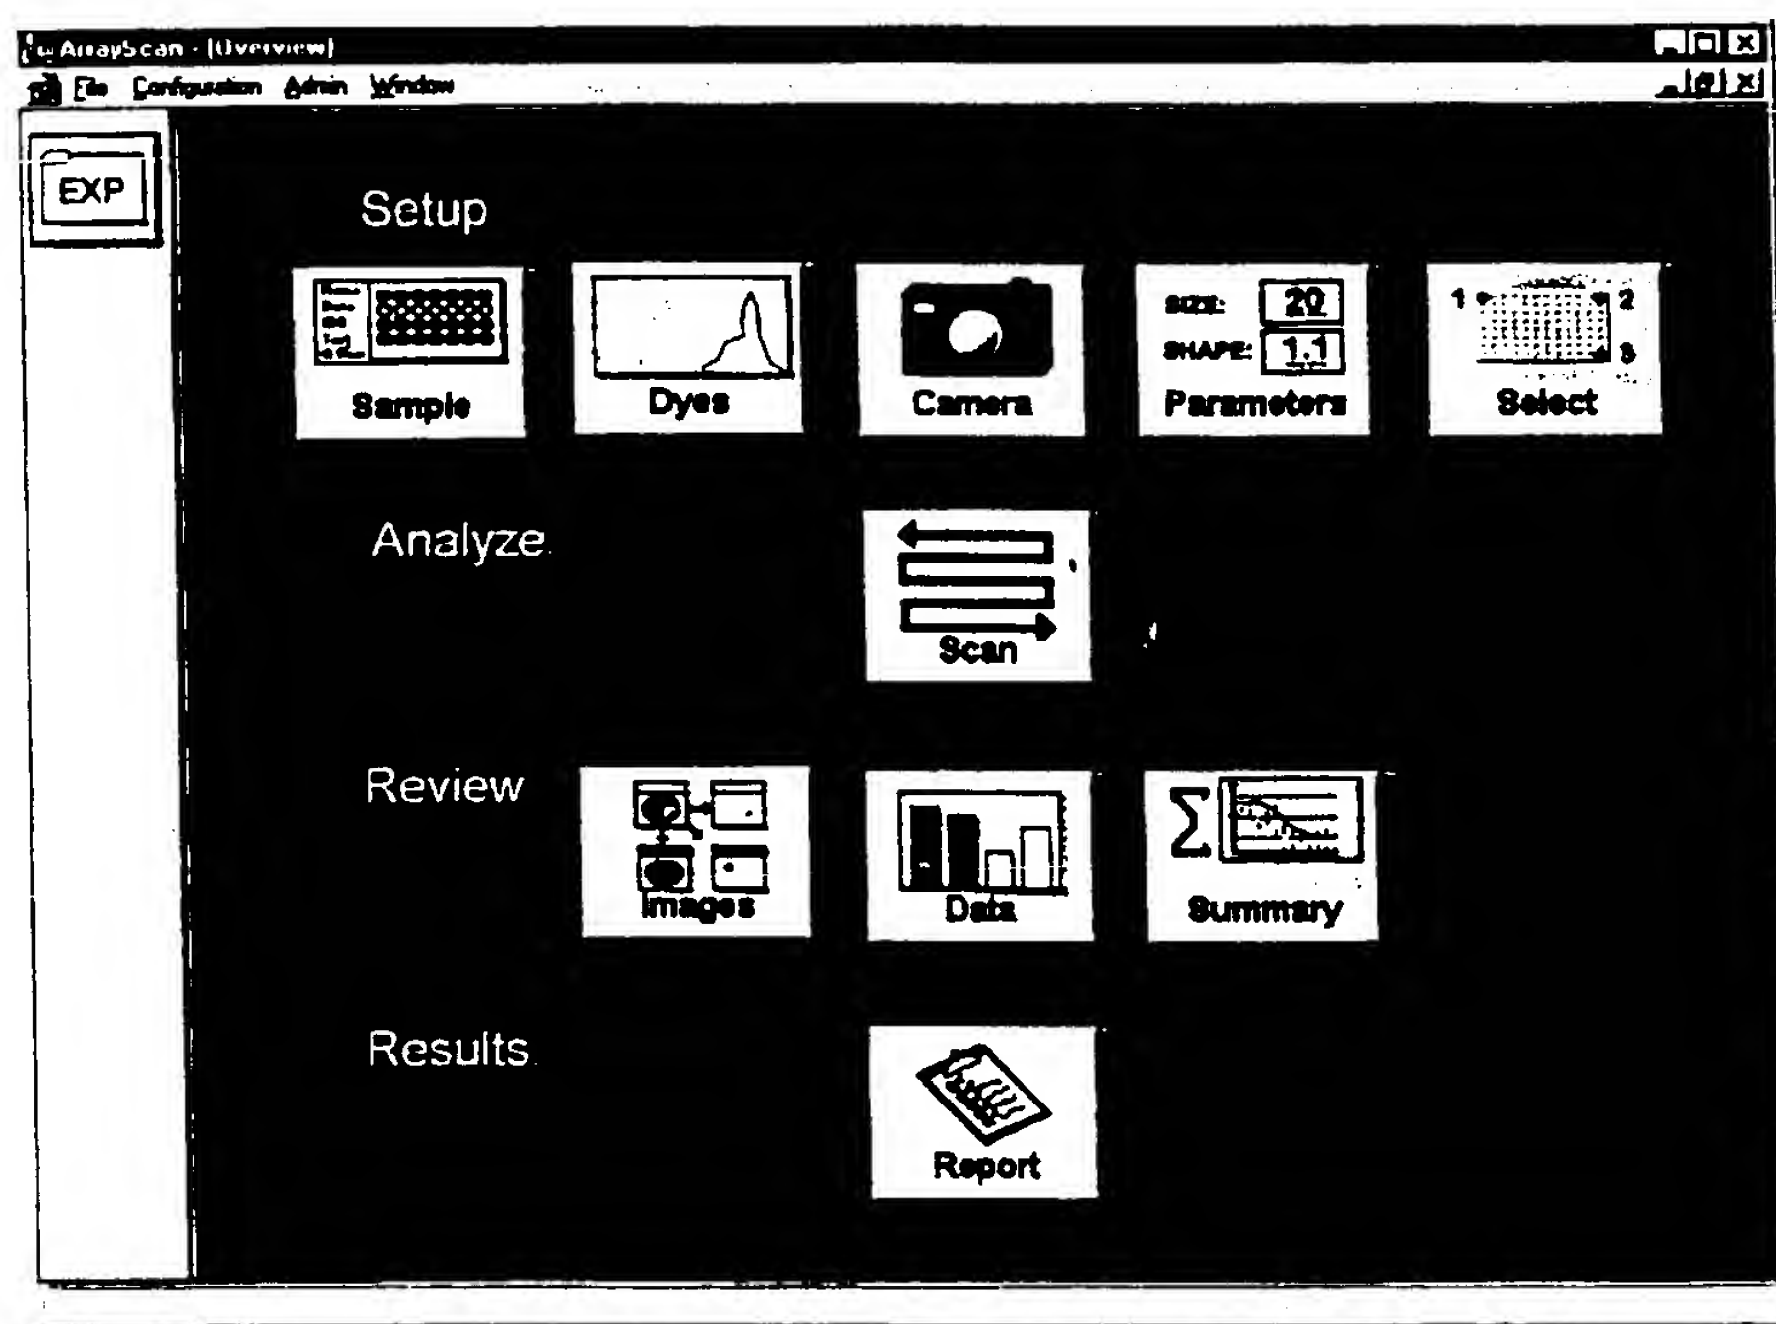 ArrayScan - [Overview]
File Configuration Admin Window
EXP
Setup
SIZE: 20
SHAPE: 1.1
1 2
3
Sample Dyes Camera Parameters Select
Analyze
Scan
Review
Images Data Summary
Results
Report